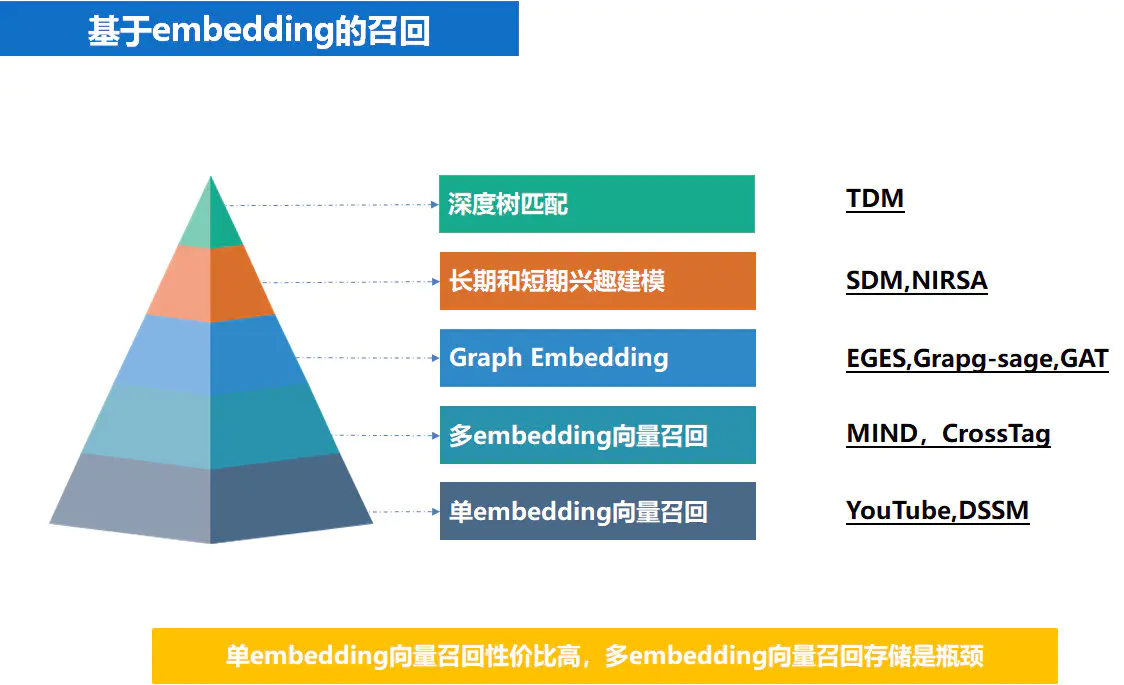 基于embedding的召回
深度树匹配
TDM
长期和短期兴趣建模
SDM,NIRSA
Graph Embedding
EGES,Grapg-sage,GAT
多embedding向量召回
MIND，CrossTag
单embedding向量召回
YouTube,DSSM
单embedding向量召回性价比高，多embedding向量召回存储是瓶颈